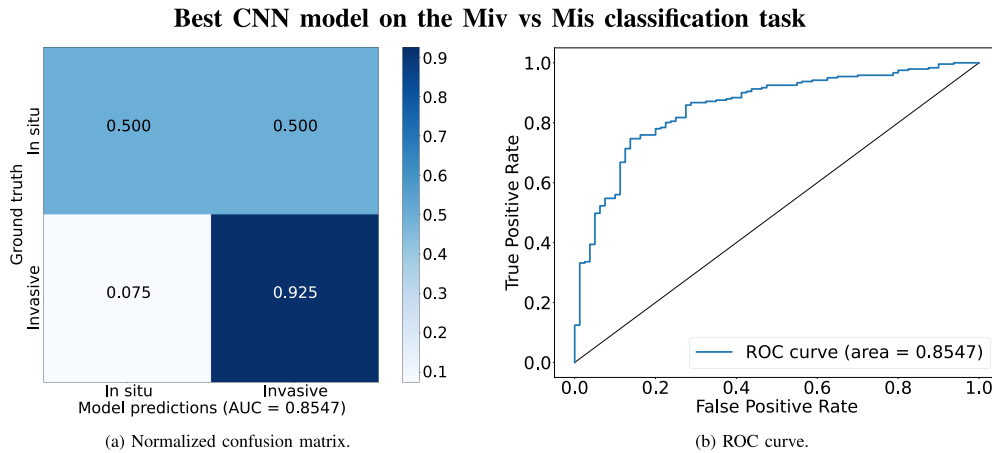 Best CNN model on the Miv vs Mis classification task
Ground truth
In situ
Invasive
0.500
0.500
0.075
0.925
In situ
Invasive
Model predictions (AUC = 0.8547)
0.9
0.8
0.7
0.6
0.5
0.4
0.3
0.2
0.1
(a) Normalized confusion matrix.
True Positive Rate
1.0
0.8
0.6
0.4
0.2
0.0
ROC curve (area = 0.8547)
0.0
0.2
0.4
0.6
0.8
1.0
False Positive Rate
(b) ROC curve.